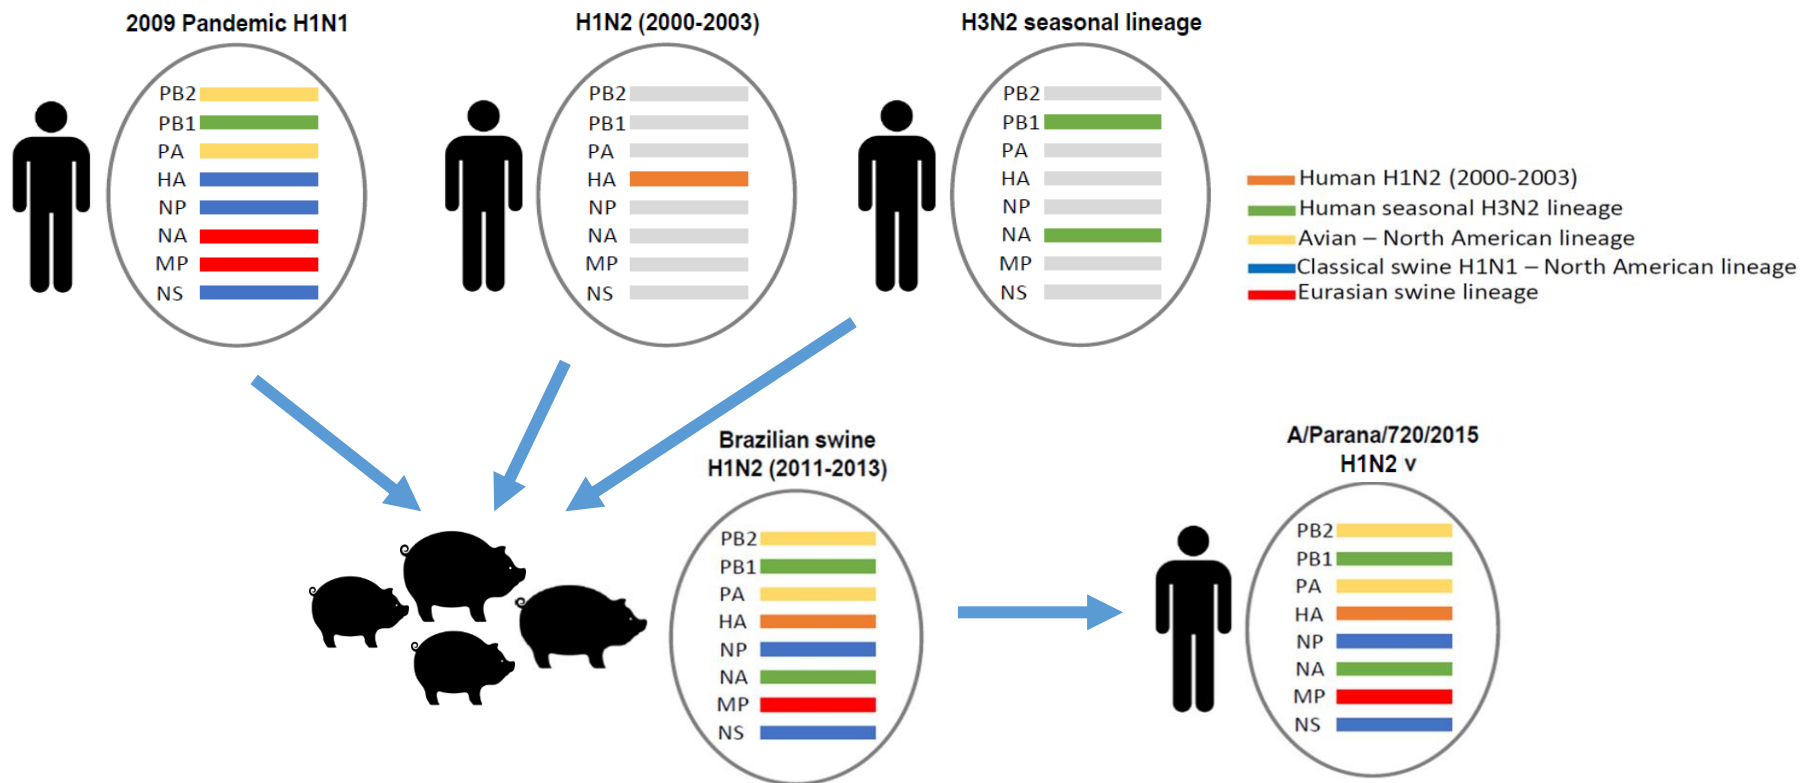 2009 Pandemic H1N1
PB2
PB1
PA
HA
NP
NA
MP
NS
H1N2 (2000-2003)
PB2
PB1
PA
HA
NP
NA
MP
NS
H3N2 seasonal lineage
PB2
PB1
PA
HA
NP
NA
MP
NS
Human H1N2 (2000-2003)
Human seasonal H3N2 lineage
Avian – North American lineage
Classical swine H1N1 – North American lineage
Eurasian swine lineage
Brazilian swine
H1N2 (2011-2013)
PB2
PB1
PA
HA
NP
NA
MP
NS
A/Parana/720/2015
H1N2 v
PB2
PB1
PA
HA
NP
NA
MP
NS